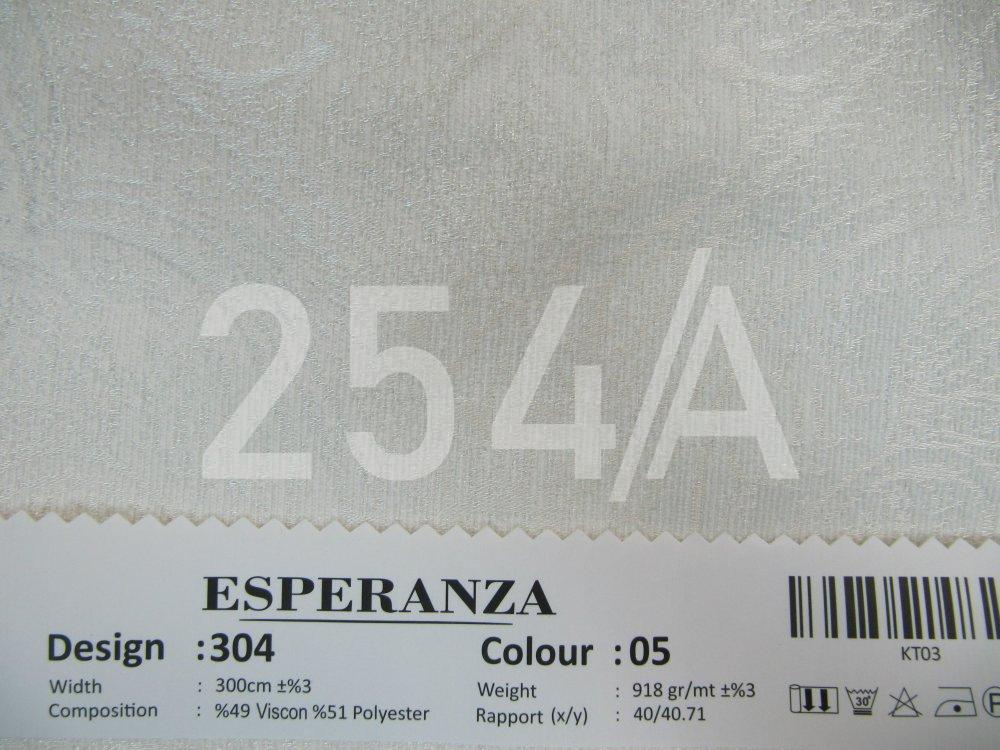 254/A
ESPERANZA
Design :304
Colour :05
Width : 300cm ±%3
Weight : 918 gr/mt ±%3
Composition : %49 Viscon %51 Polyester
Rapport (x/y) : 40/40.71
KT03
30°
P